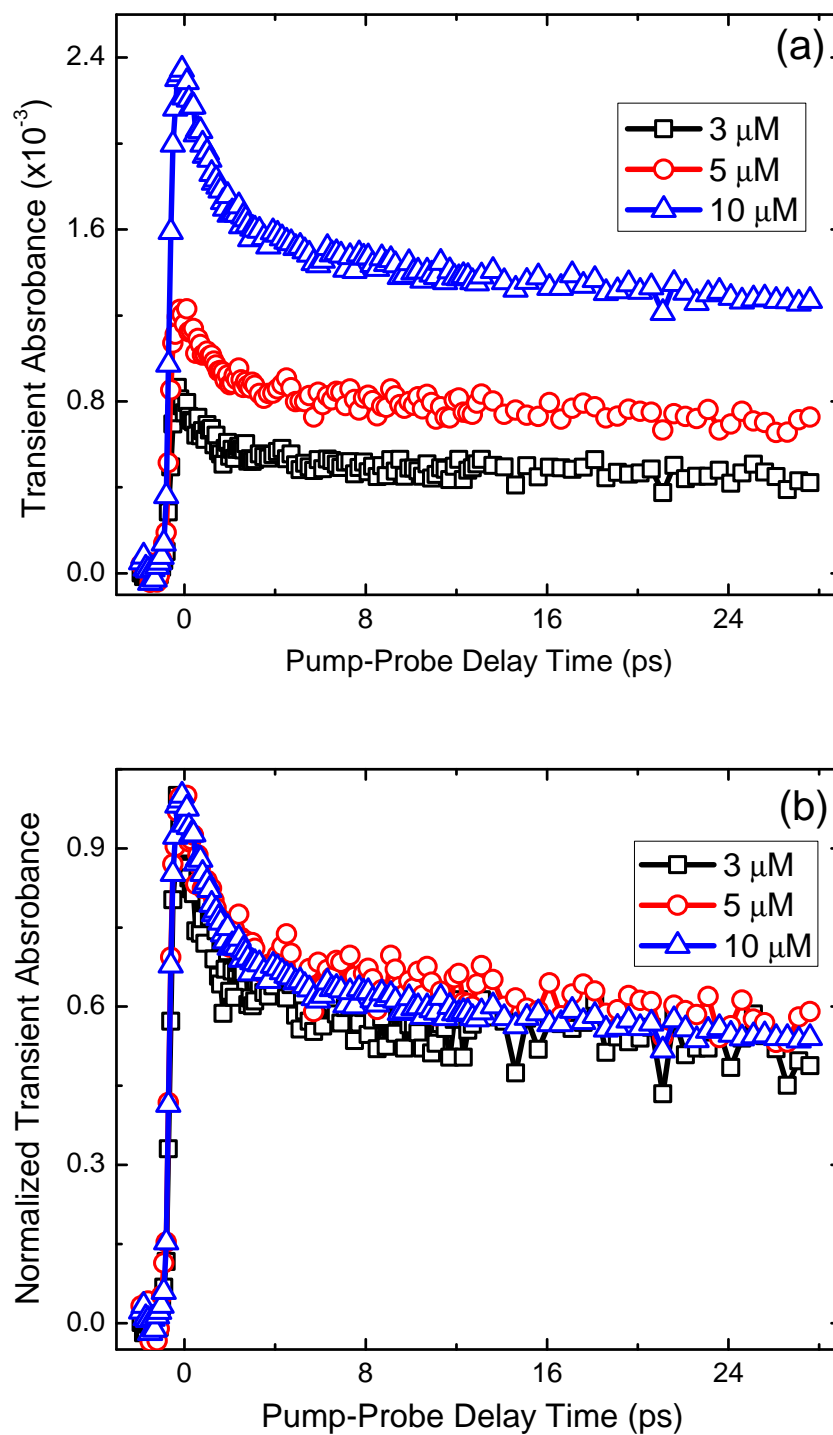 (a)
Transient Absrobance (x10⁻³)
2.4
1.6
0.8
0.0
3 μM
5 μM
10 μM
0 8 16 24
Pump-Probe Delay Time (ps)
(b)
Normalized Transient Absrobance
0.9
0.6
0.3
0.0
3 μM
5 μM
10 μM
0 8 16 24
Pump-Probe Delay Time (ps)